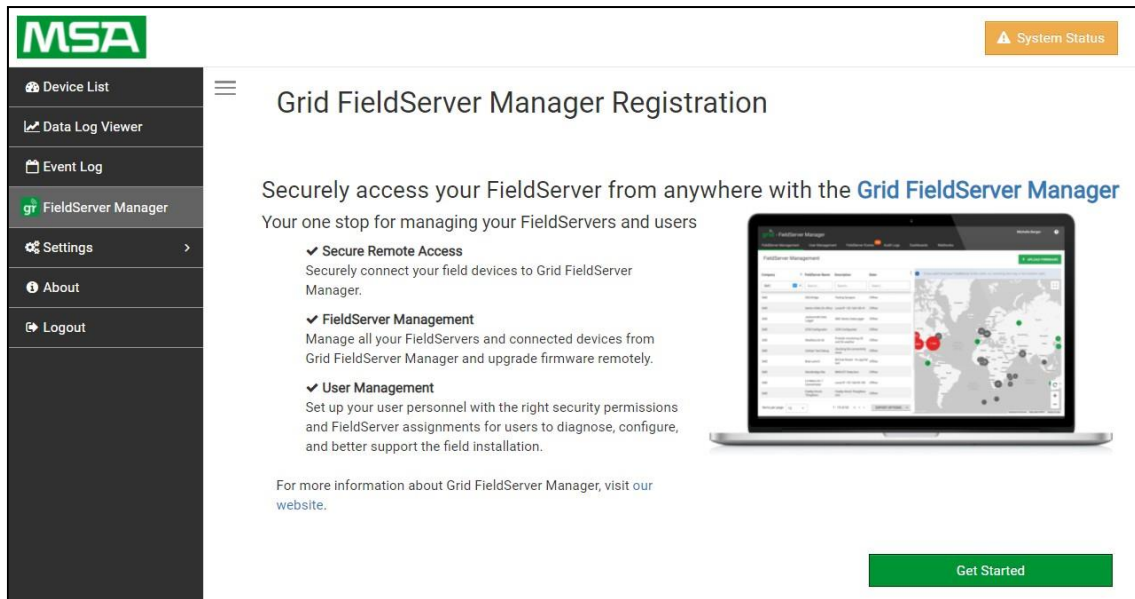 MSA
System Status
Device List
Data Log Viewer
Event Log
FieldServer Manager
Settings
About
Logout
Grid FieldServer Manager Registration
Securely access your FieldServer from anywhere with the Grid FieldServer Manager
Your one stop for managing your FieldServers and users
Secure Remote Access
Securely connect your field devices to Grid FieldServer
Manager.
FieldServer Management
Manage all your FieldServers and connected devices from
Grid FieldServer Manager and upgrade firmware remotely.
User Management
Set up your user personnel with the right security permissions
and FieldServer assignments for users to diagnose, configure,
and better support the field installation.
For more information about Grid FieldServer Manager, visit our
website.
grid FieldServer Manager
FieldServer Management
Get Started